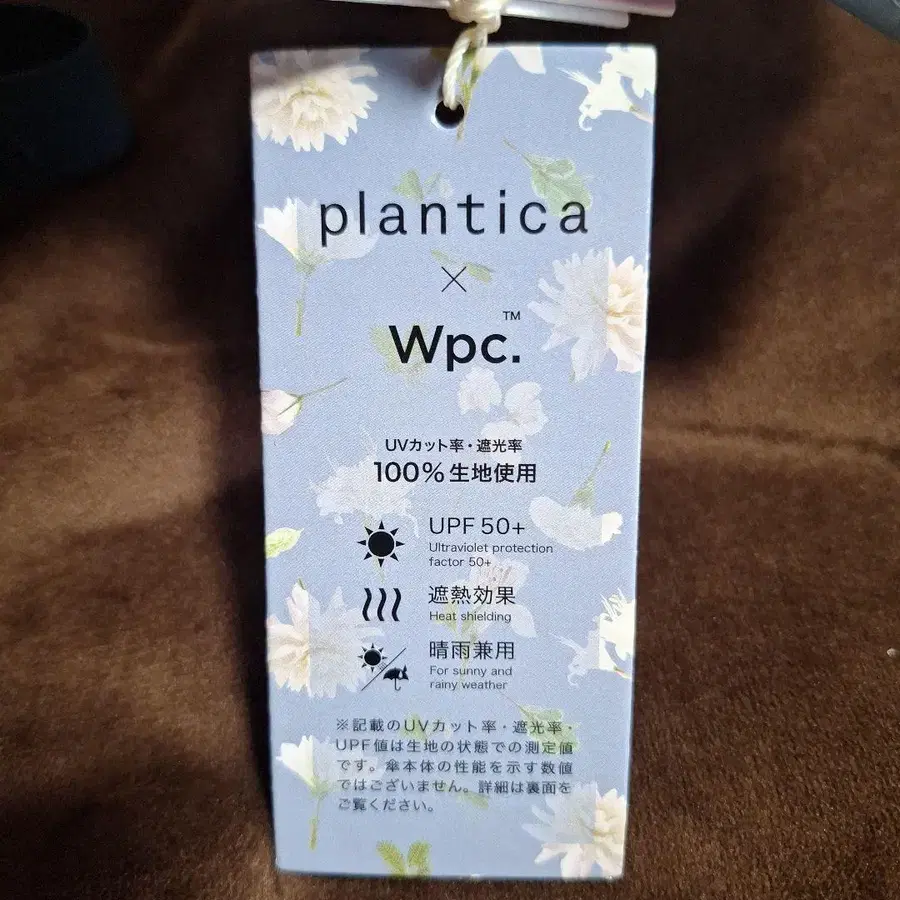 plantica
×
Wpc.™
UVカット率・遮光率
100%生地使用
UPF 50+
Ultraviolet protection
factor 50+
遮熱効果
Heat shielding
晴雨兼用
For sunny and
rainy weather
※記載のUVカット率・遮光率・
UPF値は生地の状態での測定値
です。傘本体の性能を示す数値
ではございません。詳細は裏面を
ご覧ください。